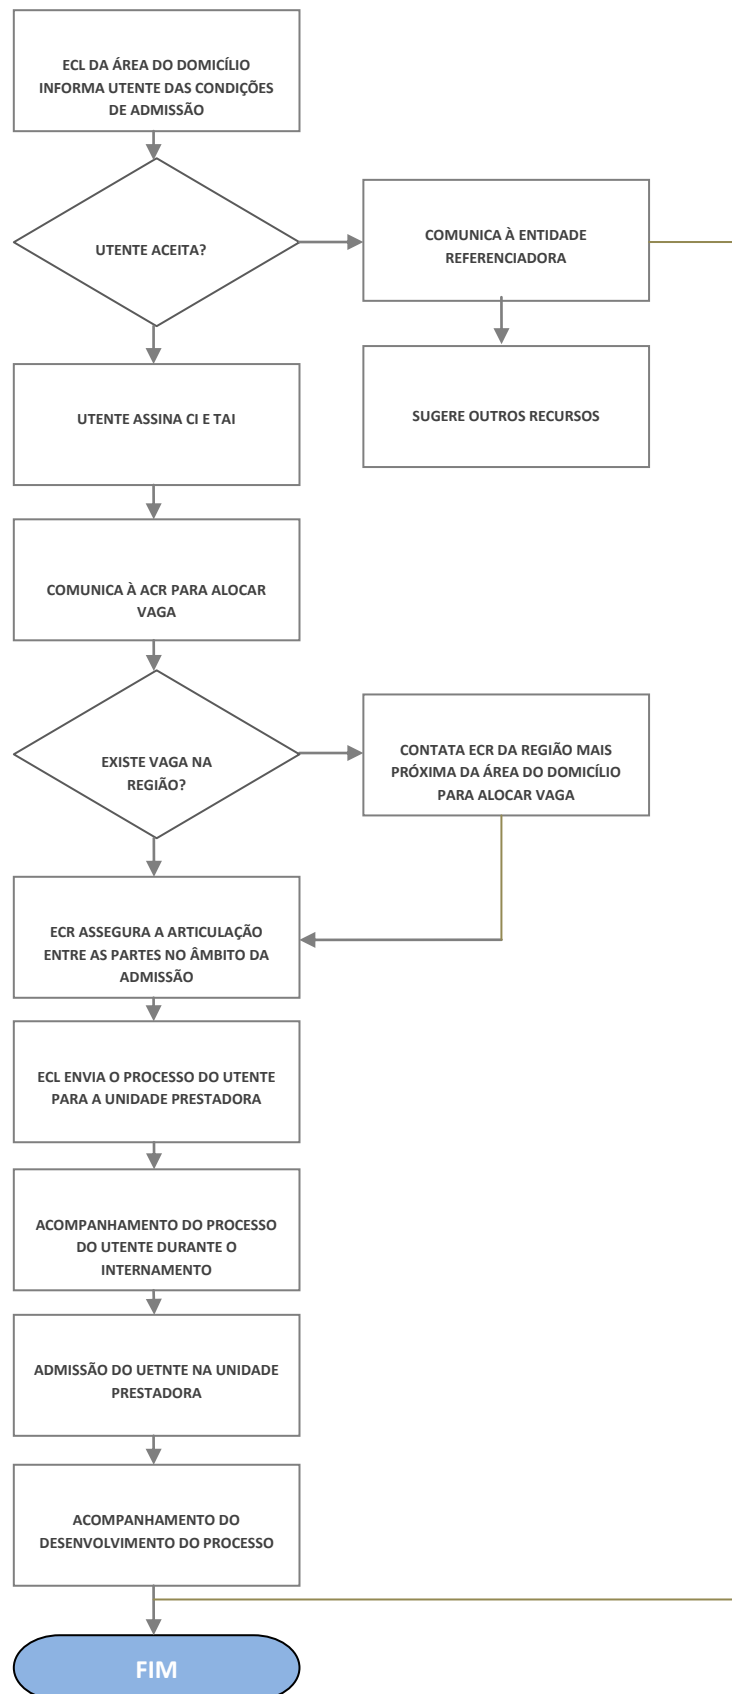 ECL DA ÁREA DO DOMICÍLIO
INFORMA UTENTE DAS CONDIÇÕES
DE ADMISSÃO
UTENTE ACEITA?
COMUNICA À ENTIDADE
REFERENCIADORA
UTENTE ASSINA CI E TAI
SUGERE OUTROS RECURSOS
COMUNICA À ACR PARA ALOCAR
VAGA
EXISTE VAGA NA
REGIÃO?
CONTATA ECR DA REGIÃO MAIS
PRÓXIMA DA ÁREA DO DOMICÍLIO
PARA ALOCAR VAGA
ECR ASSEGURA A ARTICULAÇÃO
ENTRE AS PARTES NO ÂMBITO DA
ADMISSÃO
ECL ENVIA O PROCESSO DO UTENTE
PARA A UNIDADE PRESTADORA
ACOMPANHAMENTO DO PROCESSO
DO UTENTE DURANTE O
INTERNAMENTO
ADMISSÃO DO UETNTE NA UNIDADE
PRESTADORA
ACOMPANHAMENTO DO
DESENVOLVIMENTO DO PROCESSO
FIM